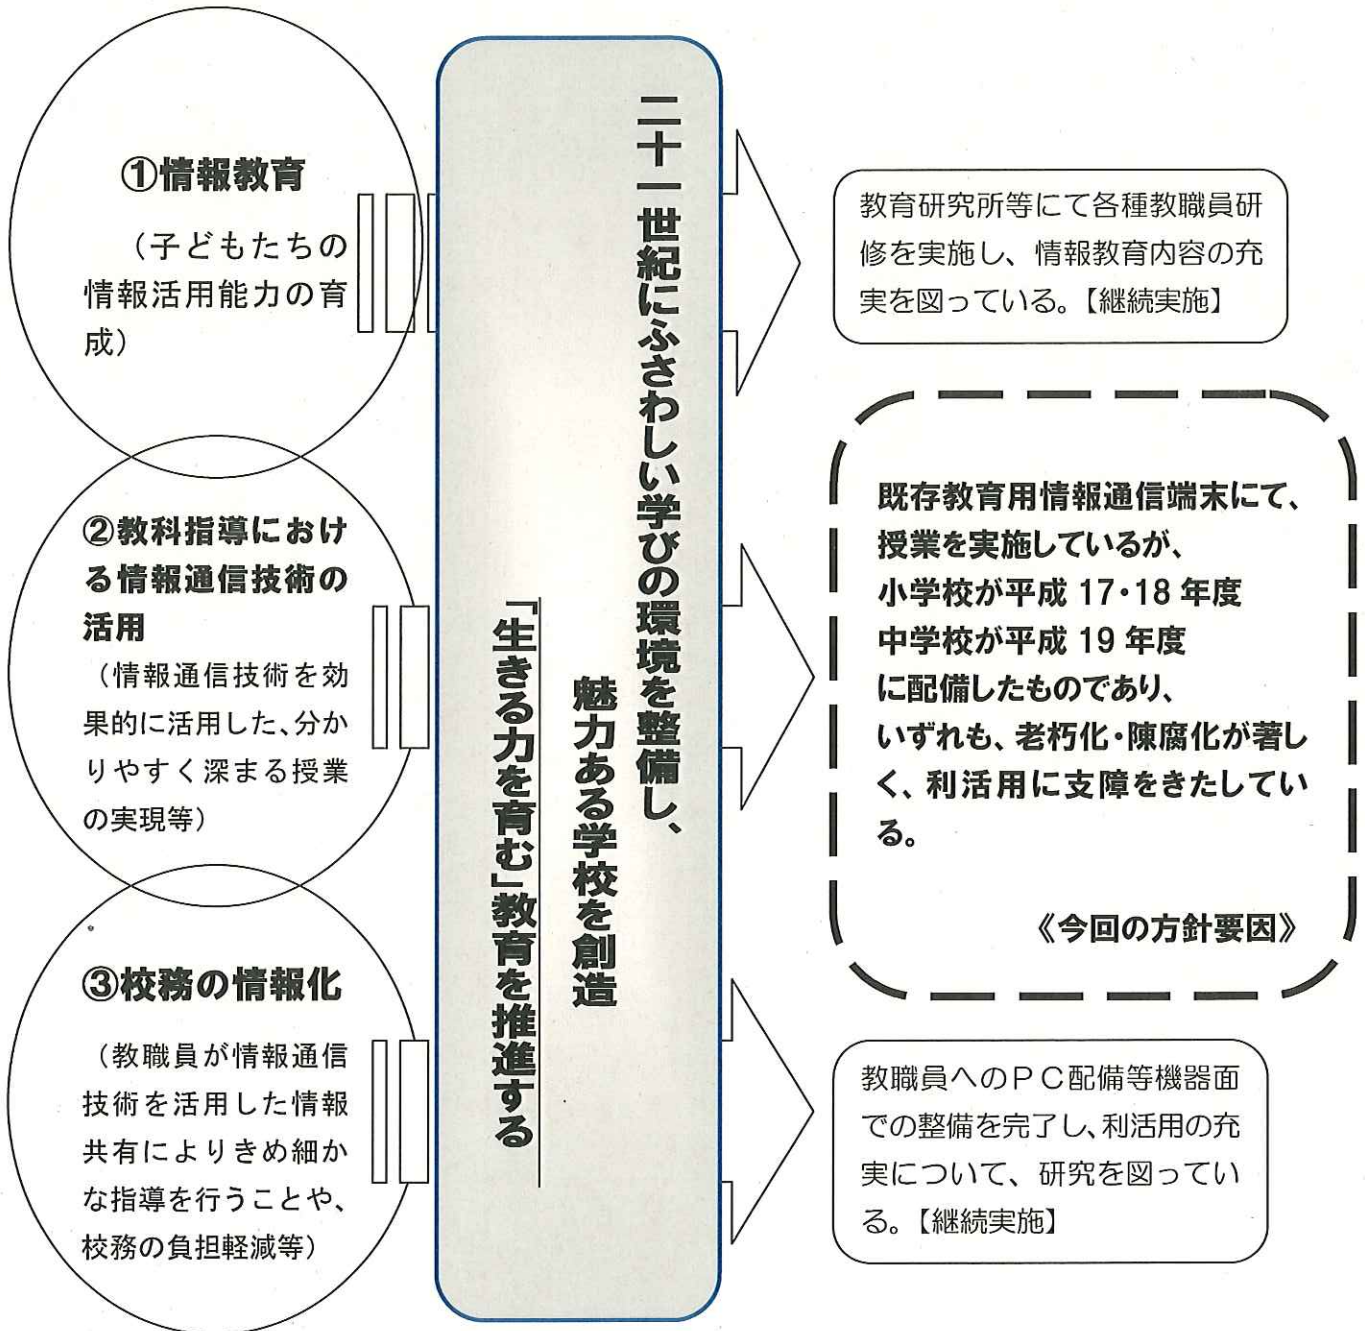 ①情報教育
（子どもたちの
情報活用能力の育
成）
②教科指導におけ
る情報通信技術の
活用
（情報通信技術を効
果的に活用した、分か
りやすく深まる授業
の実現等）
③校務の情報化
（教職員が情報通信
技術を活用した情報
共有によりきめ細か
な指導を行うことや、
校務の負担軽減等）
二十一世紀にふさわしい学びの環境を整備し、
魅力ある学校を創造
「生きる力を育む」教育を推進する
教育研究所等にて各種教職員研
修を実施し、情報教育内容の充
実を図っている。【継続実施】
既存教育用情報通信端末にて、
授業を実施しているが、
小学校が平成 17・18 年度
中学校が平成 19 年度
に配備したものであり、
いずれも、老朽化・陳腐化が著し
く、利活用に支障をきたしてい
る。
《今回の方針要因》
教職員へのＰＣ配備等機器面
での整備を完了し、利活用の充
実について、研究を図ってい
る。【継続実施】